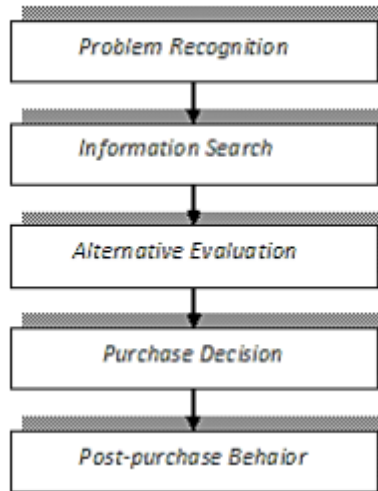 Problem Recognition
Information Search
Alternative Evaluation
Purchase Decision
Post-purchase Behaior